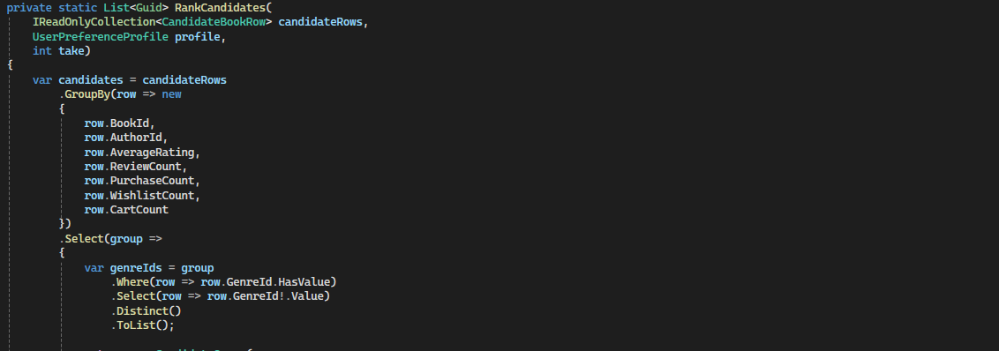 private static List<Guid> RankCandidates(
    IReadOnlyCollection<CandidateBookRow> candidateRows,
    UserPreferenceProfile profile,
    int take)
{
    var candidates = candidateRows
        .GroupBy(row => new
        {
            row.BookId,
            row.AuthorId,
            row.AverageRating,
            row.ReviewCount,
            row.PurchaseCount,
            row.WishlistCount,
            row.CartCount
        })
        .Select(group =>
        {
            var genreIds = group
                .Where(row => row.GenreId.HasValue)
                .Select(row => row.GenreId!.Value)
                .Distinct()
                .ToList();